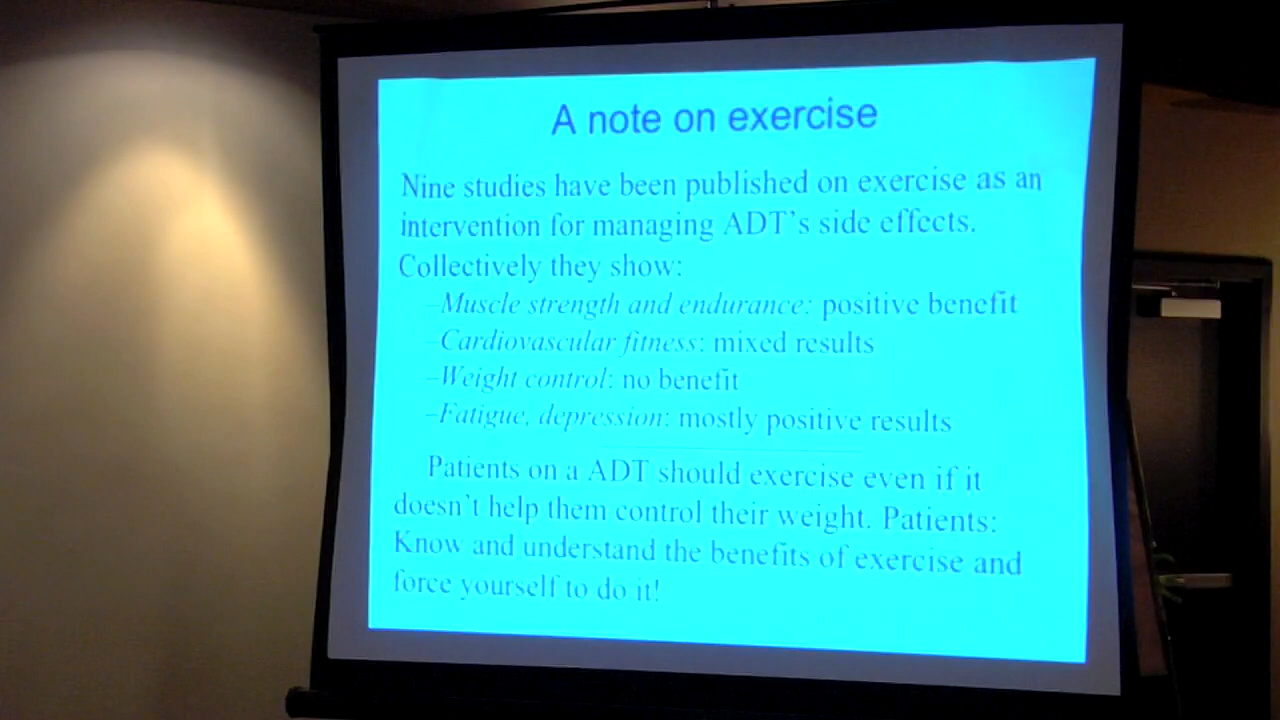 A note on exercise
Nine studies have been published on exercise as an
intervention for managing ADT's side effects.
Collectively they show:
–Muscle strength and endurance: positive benefit
–Cardiovascular fitness: mixed results
–Weight control: no benefit
–Fatigue, depression: mostly positive results
Patients on a ADT should exercise even if it
doesn't help them control their weight. Patients:
Know and understand the benefits of exercise and
force yourself to do it!